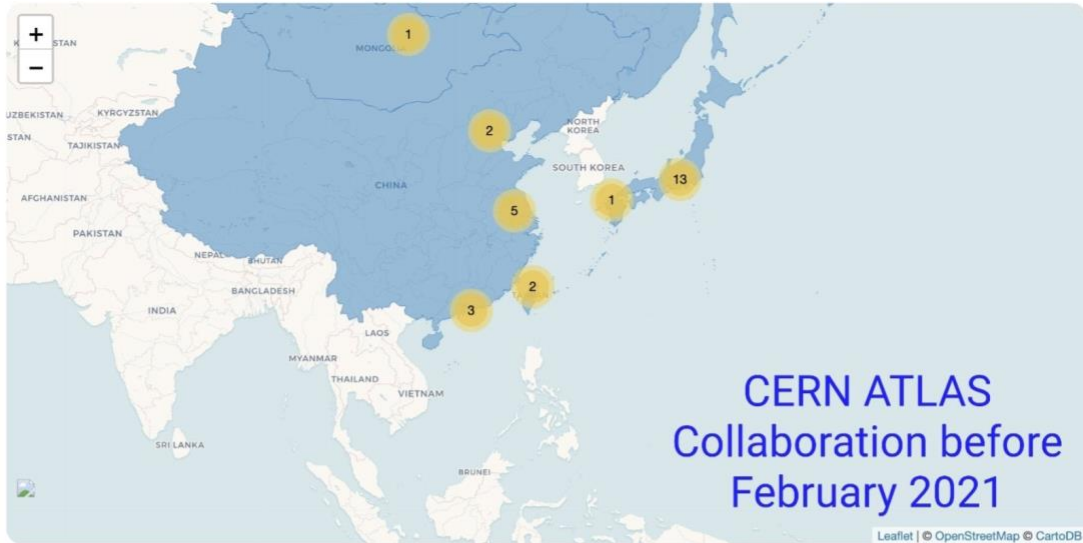 +
−
1
MONGO
K STAN
UZBEKISTAN
KYRGYZSTAN
STAN
TAJIKISTAN
2
NORTH
KOREA
SOUTH KOREA
13
CHINA
1
5
AFGHANISTAN
PAKISTAN
NEPAL
BHUTAN
2
BANGLADESH
3
INDIA
LAOS
MYANMAR
THAILAND
VIETNAM
SRI LANKA
BRUNEI
CERN ATLAS
Collaboration before
February 2021
Leaflet | © OpenStreetMap © CartoDB